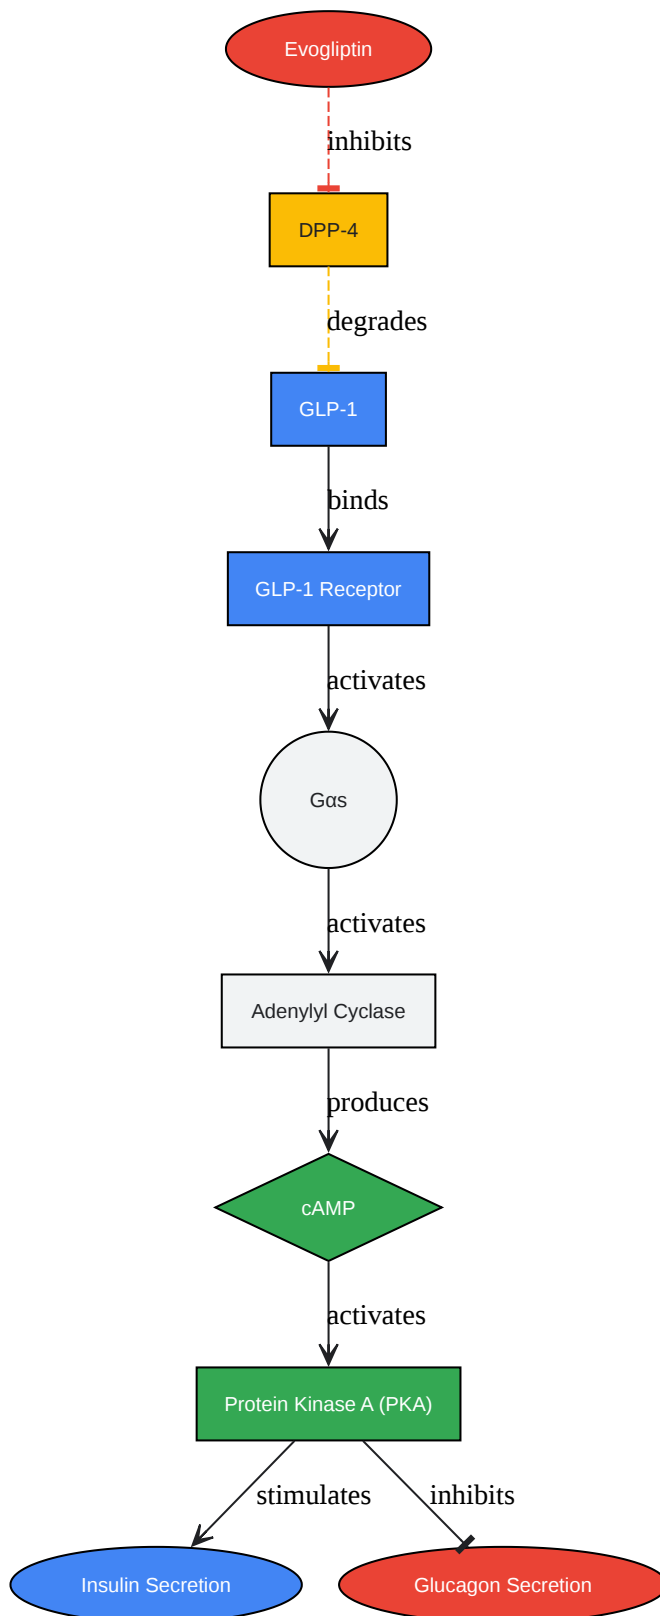 Evogliptin
inhibits
DPP-4
degrades
GLP-1
binds
GLP-1 Receptor
activates
Gαs
activates
Adenylyl Cyclase
produces
cAMP
activates
Protein Kinase A (PKA)
stimulates
inhibits
Insulin Secretion
Glucagon Secretion